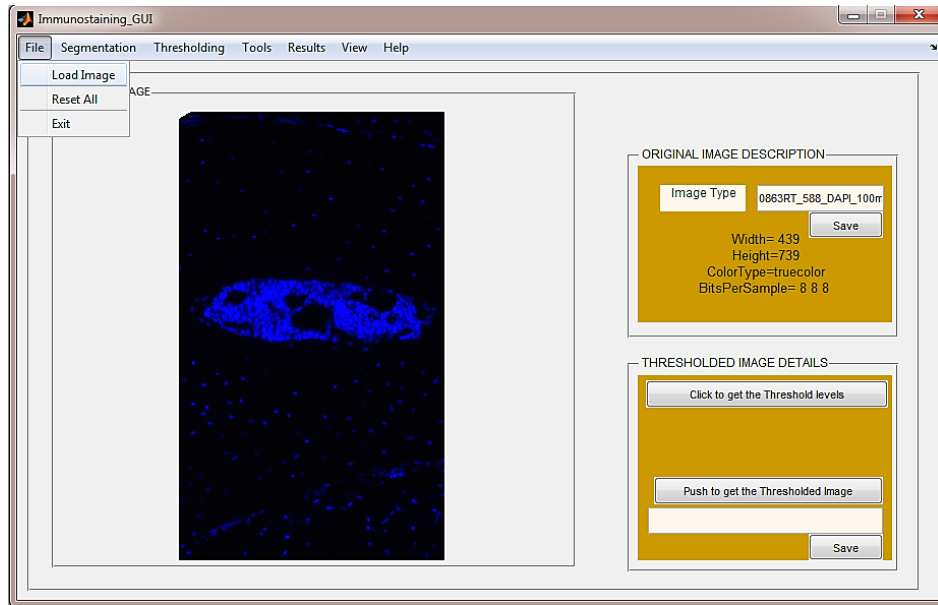 Immunostaining_GUI
File Segmentation Thresholding Tools Results View Help
Load Image
Reset All
Exit
AGE
ORIGINAL IMAGE DESCRIPTION
Image Type 0863RT_588_DAPI_100m
Save
Width= 439
Height=739
ColorType=truecolor
BitsPerSample= 8 8 8
THRESHOLDED IMAGE DETAILS
Click to get the Threshold levels
Push to get the Thresholded Image
Save